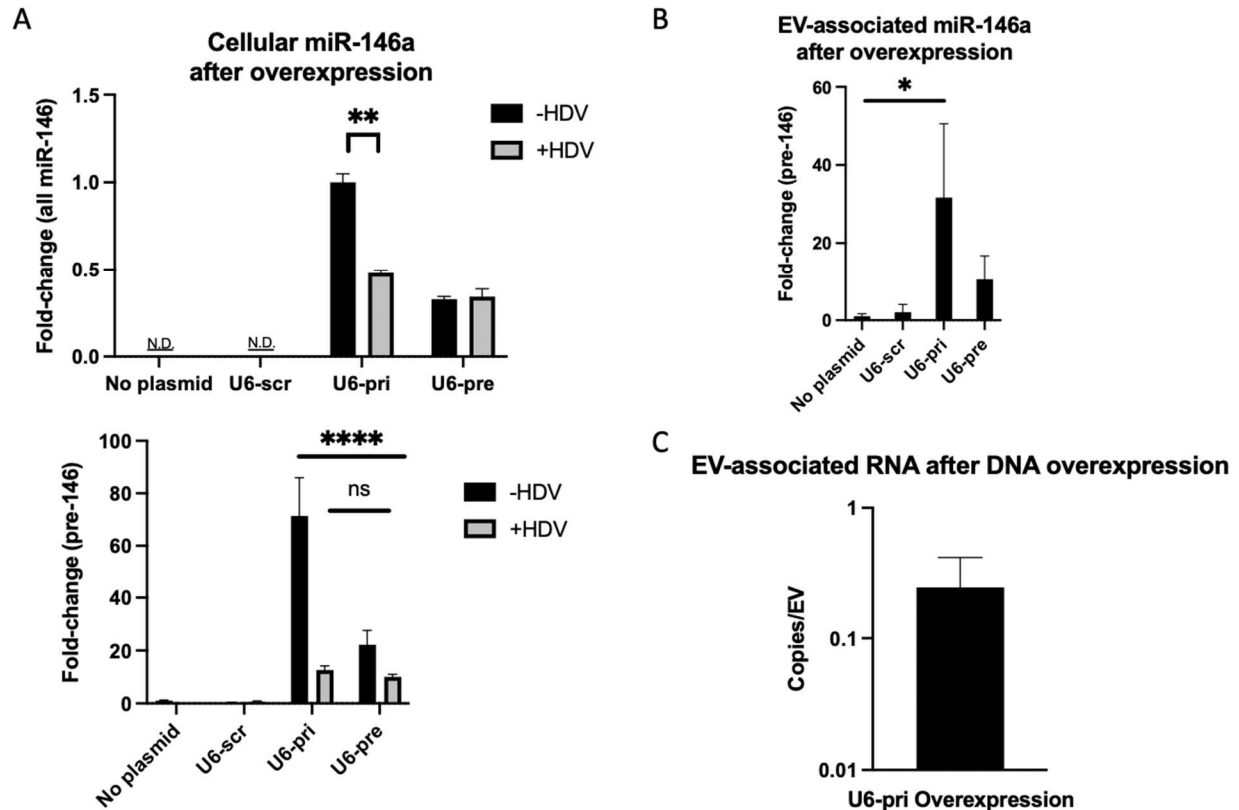 A
Cellular miR-146a
after overexpression
Fold-change (all miR-146)
1.5
1.0
0.5
0.0
**
-HDV
+HDV
N.D.
N.D.
No plasmid
U6-scr
U6-pri
U6-pre
Fold-change (pre-146)
100
80
60
40
20
0
****
ns
-HDV
+HDV
No plasmid
U6-scr
U6-pri
U6-pre
B
EV-associated miR-146a
after overexpression
Fold-change (pre-146)
60
40
20
0
*
No plasmid
U6-scr
U6-pri
U6-pre
C
EV-associated RNA after DNA overexpression
Copies/EV
1
0.1
0.01
U6-pri Overexpression